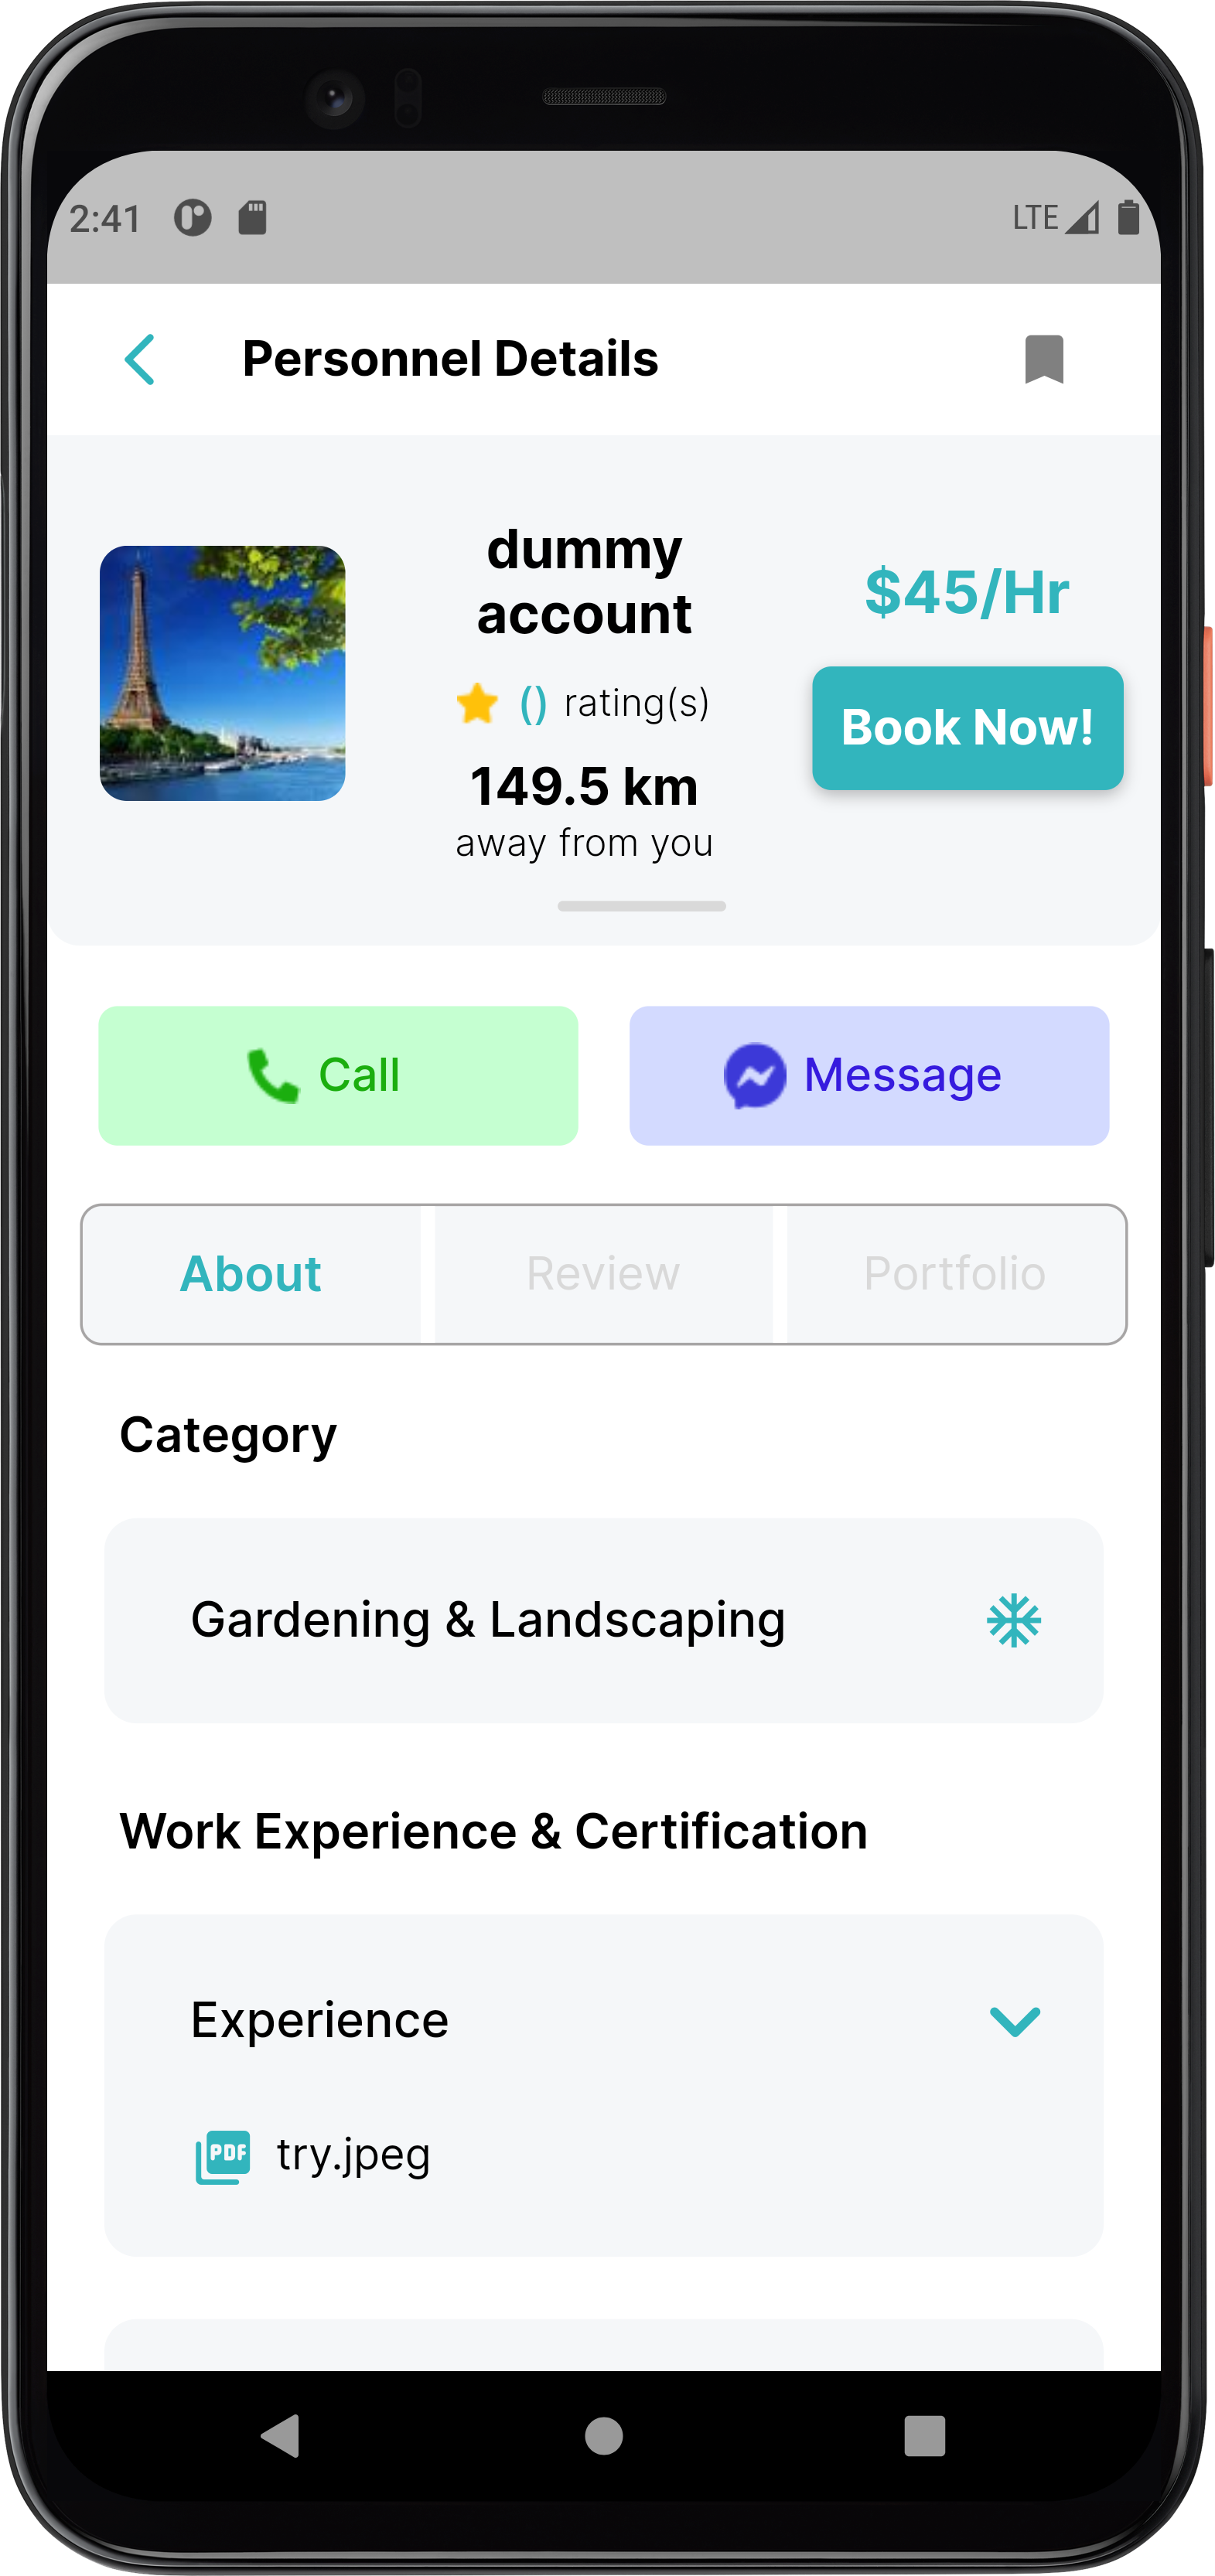 2:41
LTE
Personnel Details
dummy
account
$45/Hr
() rating(s)
Book Now!
149.5 km
away from you
Call
Message
About
Review
Portfolio
Category
Gardening & Landscaping
Work Experience & Certification
Experience
PDF
try.jpeg